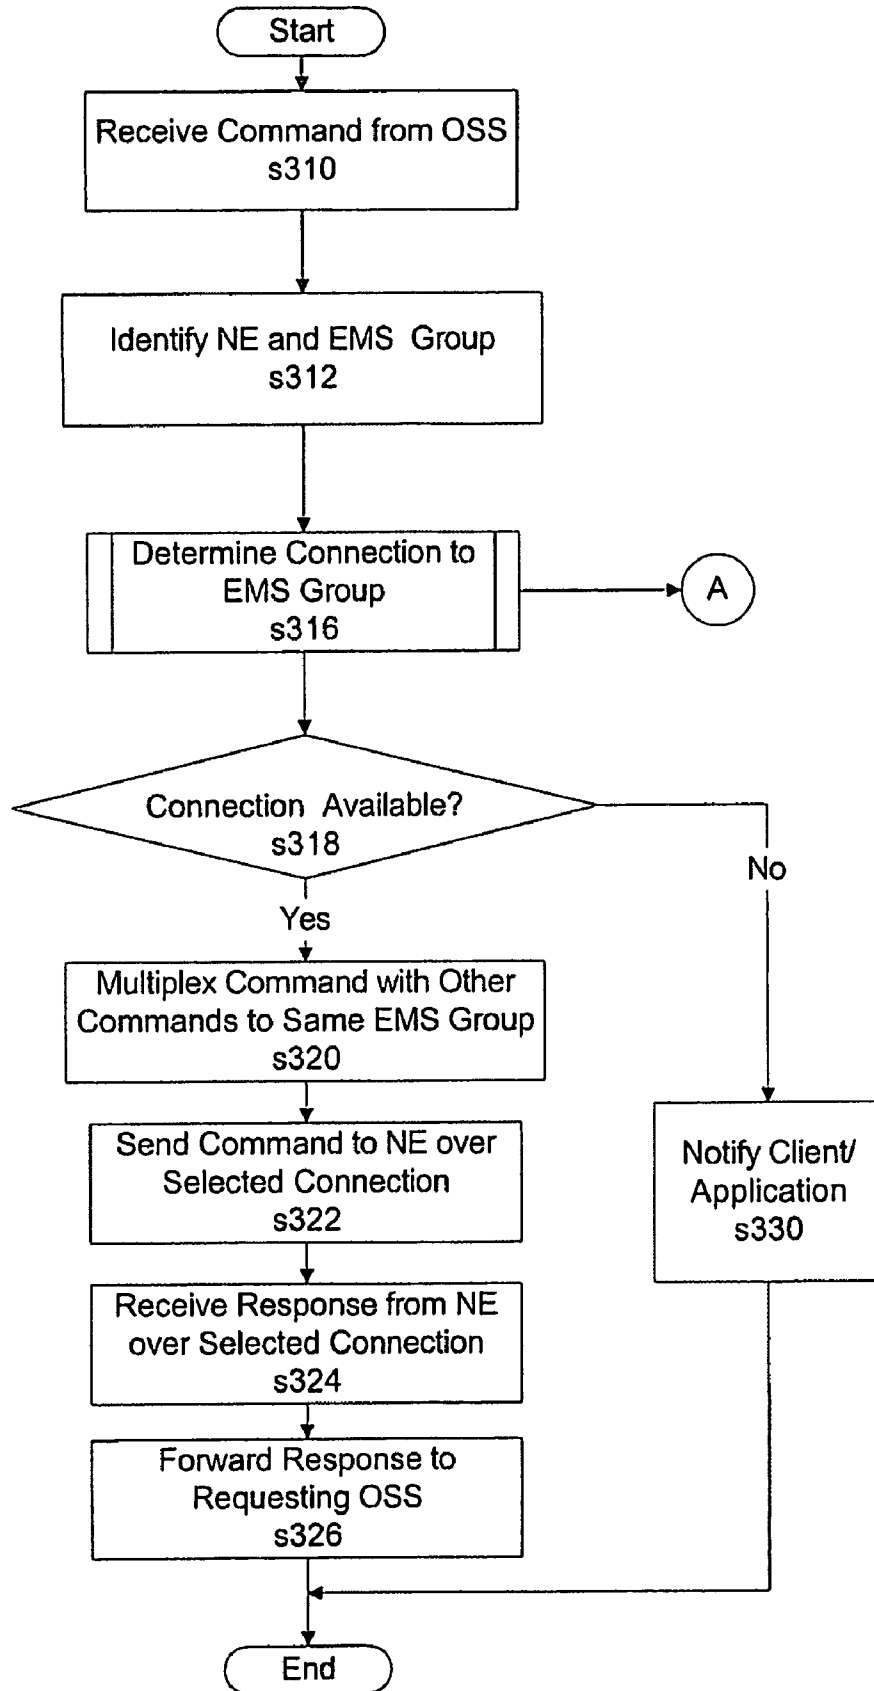 Start
Receive Command from OSS
s310
Identify NE and EMS Group
s312
Determine Connection to
EMS Group
s316
A
Connection Available?
s318
No
Yes
Multiplex Command with Other
Commands to Same EMS Group
s320
Send Command to NE over
Selected Connection
s322
Notify Client/
Application
s330
Receive Response from NE
over Selected Connection
s324
Forward Response to
Requesting OSS
s326
End